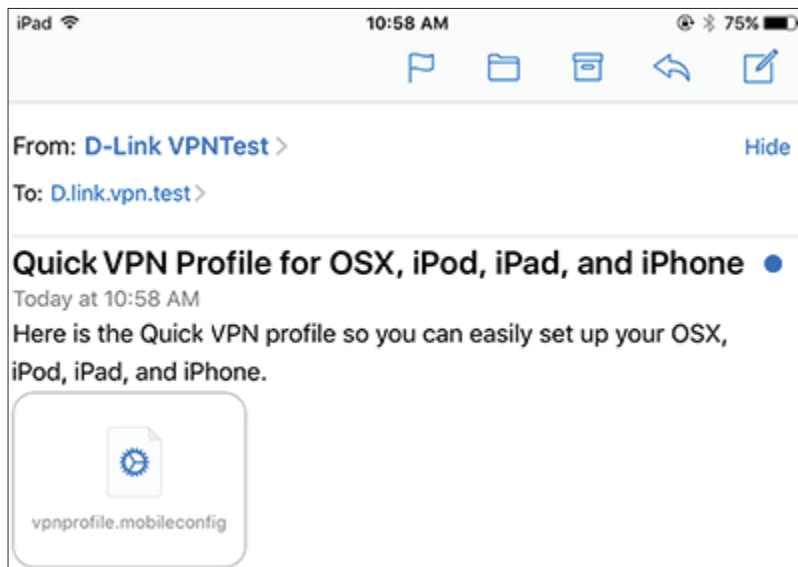 iPad 10:58 AM 75%
From: D-Link VPNTest Hide
To: D.link.vpn.test
Quick VPN Profile for OSX, iPod, iPad, and iPhone
Today at 10:58 AM
Here is the Quick VPN profile so you can easily set up your OSX,
iPod, iPad, and iPhone.
vpnprofile.mobileconfig